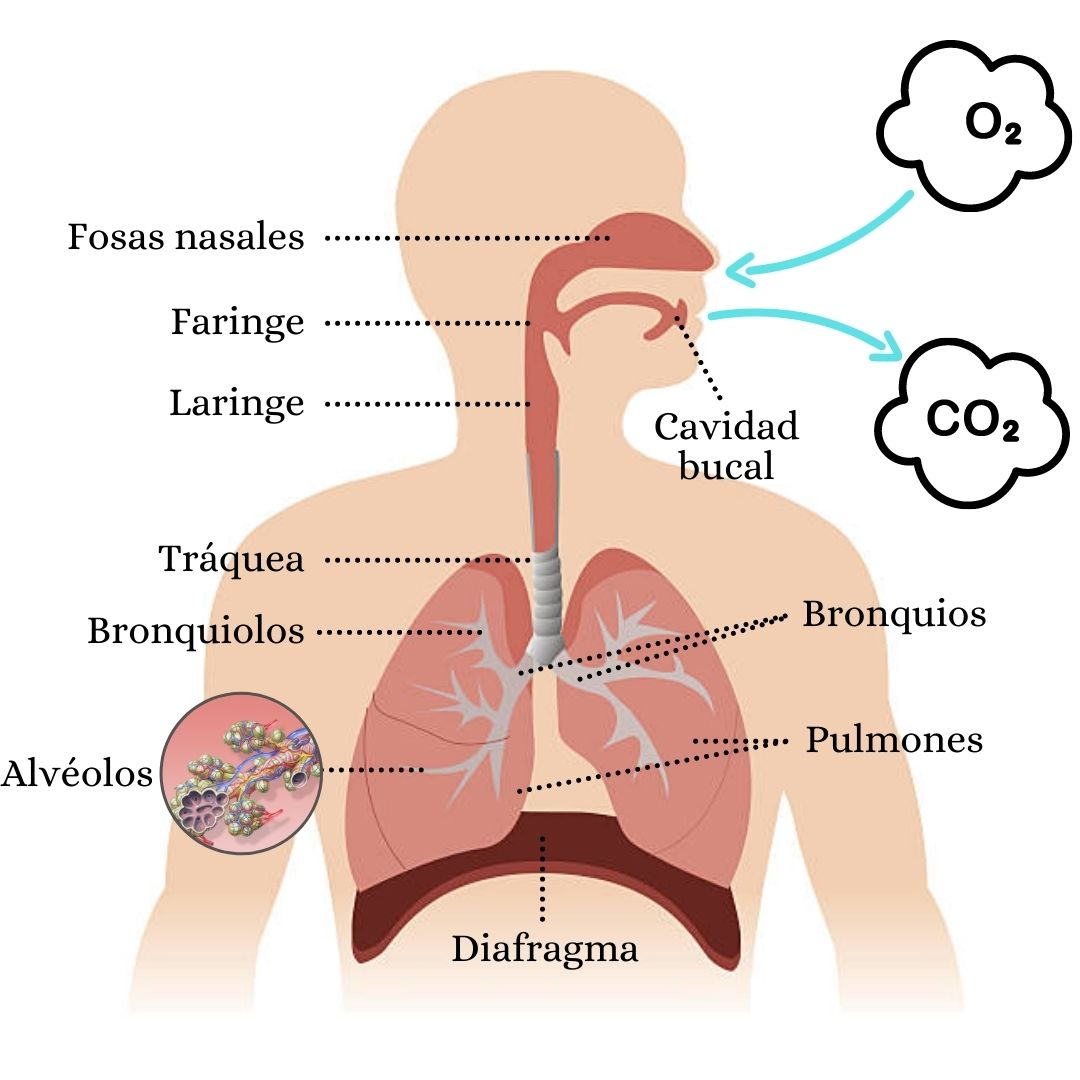 O₂
Fosas nasales
Faringe
Laringe
CO₂
Cavidad
bucal
Tráquea
Bronquiolos
Bronquios
Pulmones
Alvéolos
Diafragma